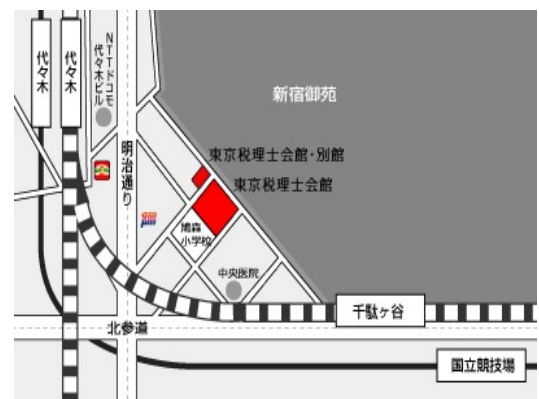 代々木
代々木
NTTドコモ
代々木ビル
新宿御苑
明治通り
東京税理士会館・別館
東京税理士会館
am
pm
鳩森
小学校
中央医院
千駄ヶ谷
北参道
国立競技場